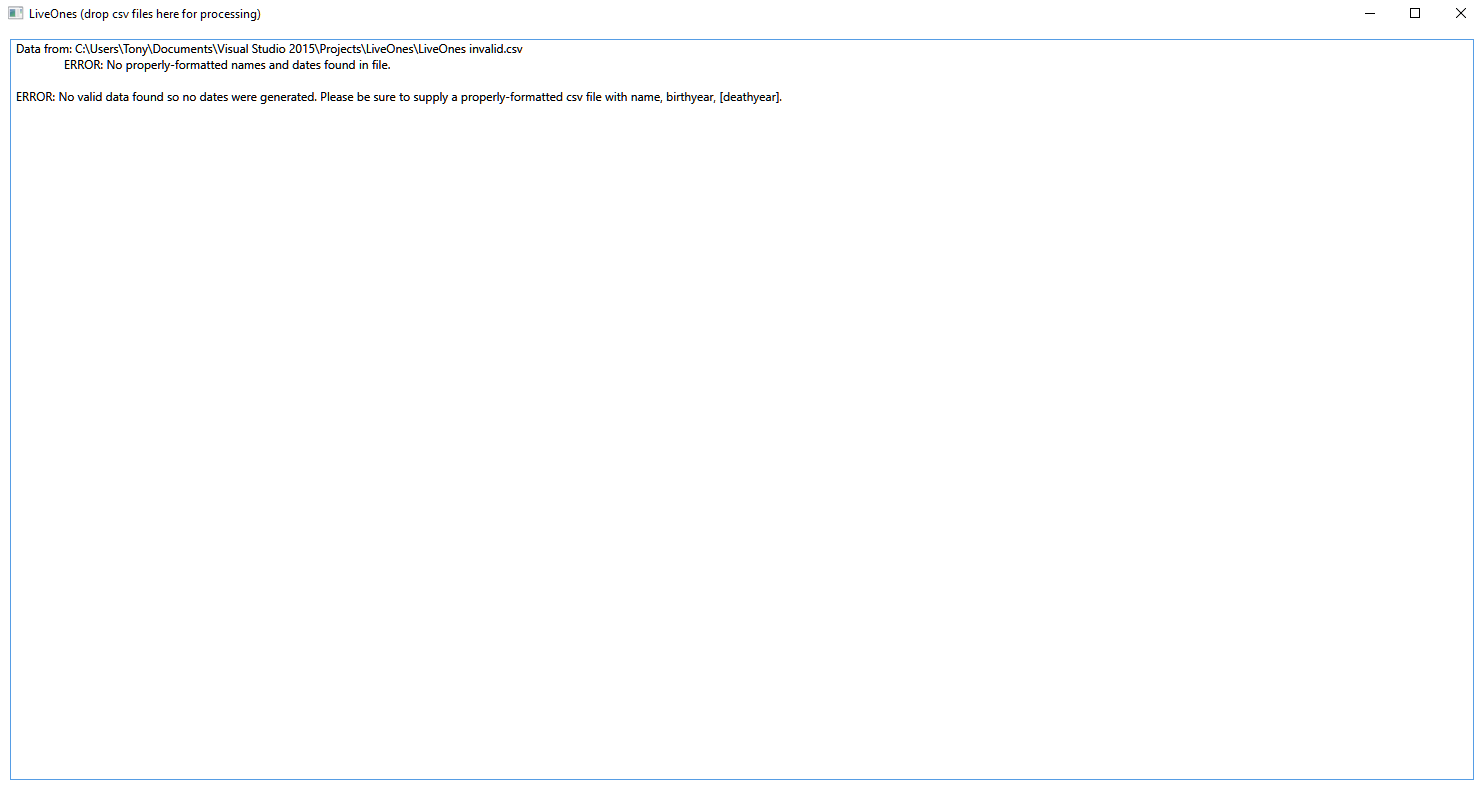 LiveOnes (drop csv files here for processing)
Data from: C:\Users\Tony\Documents\Visual Studio 2015\Projects\LiveOnes\LiveOnes invalid.csv
ERROR: No properly-formatted names and dates found in file.
ERROR: No valid data found so no dates were generated. Please be sure to supply a properly-formatted csv file with name, birthyear, [deathyear].